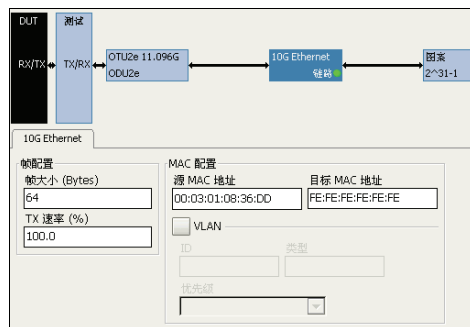 DUT
测试
RX/TX
TX/RX
OTU2e 11.096G
ODU2e
10G Ethernet
链路
图案
2^31-1
10G Ethernet
帧配置
帧大小 (Bytes)
64
TX 速率 (%)
100.0
MAC 配置
源 MAC 地址
目标 MAC 地址
00:03:01:08:36:DD
FE:FE:FE:FE:FE:FE
VLAN
ID
类型
优先级